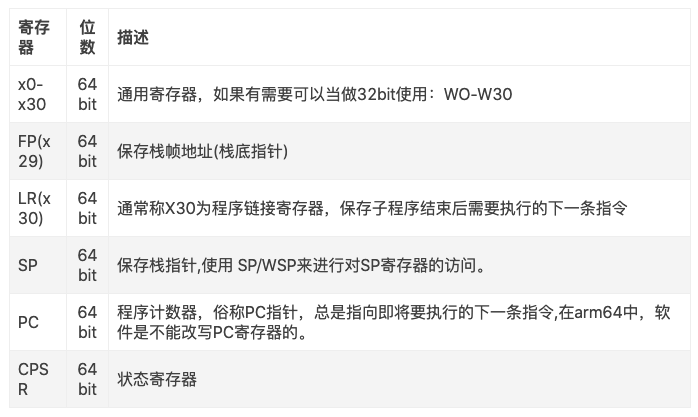 寄存
器
位
数
描述
x0-
x30
64
bit
通用寄存器，如果有需要可以当做32bit使用：WO-W30
FP(x
29)
64
bit
保存栈帧地址(栈底指针)
LR(x
30)
64
bit
通常称X30为程序链接寄存器，保存子程序结束后需要执行的下一条指令
SP
64
bit
保存栈指针,使用 SP/WSP来进行对SP寄存器的访问。
PC
64
bit
程序计数器，俗称PC指针，总是指向即将要执行的下一条指令,在arm64中，软
件是不能改写PC寄存器的。
CPS
R
64
bit
状态寄存器